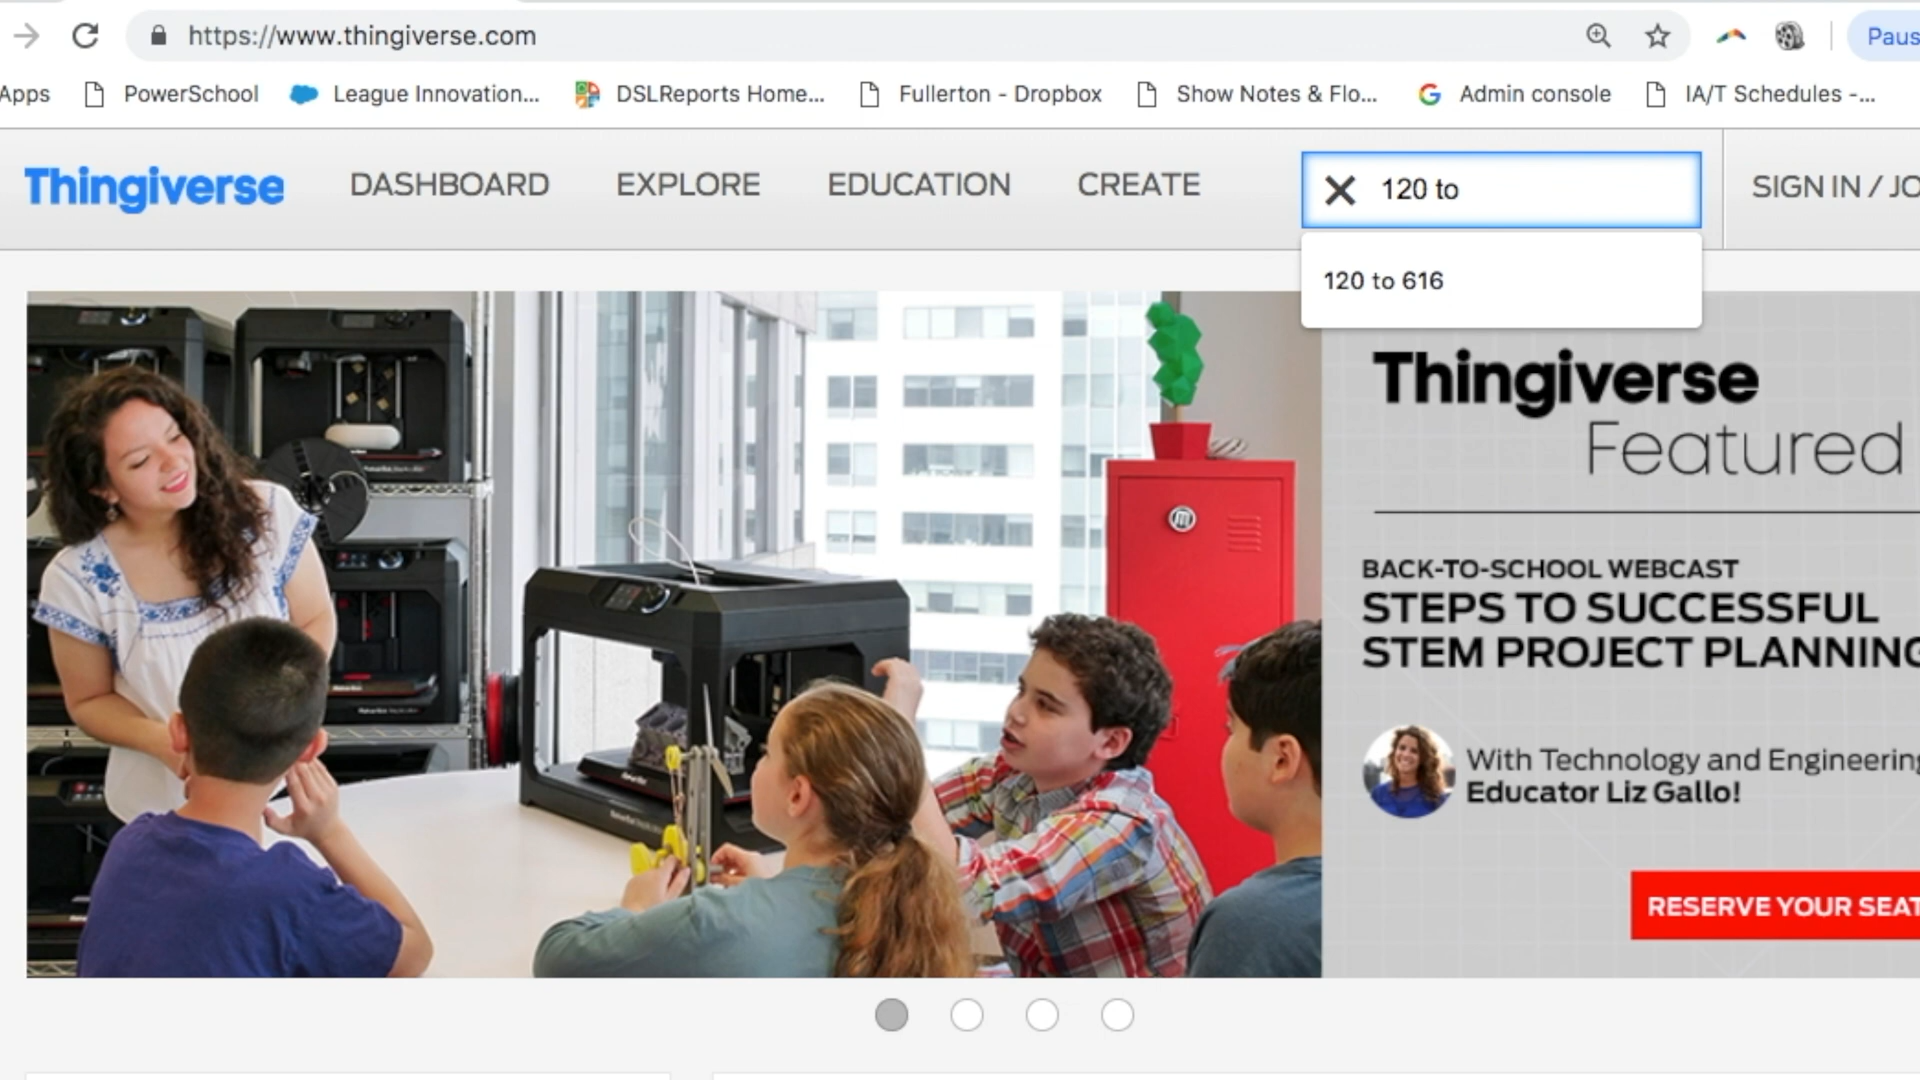 https://www.thingiverse.com
Paus
Apps PowerSchool League Innovation... DSLReports Home... Fullerton - Dropbox Show Notes & Flo... Admin console IA/T Schedules -...
Thingiverse DASHBOARD EXPLORE EDUCATION CREATE 120 to SIGN IN / JO
120 to 616
Thingiverse
Featured
BACK-TO-SCHOOL WEBCAST
STEPS TO SUCCESSFUL
STEM PROJECT PLANNING
With Technology and Engineering
Educator Liz Gallo!
RESERVE YOUR SEAT